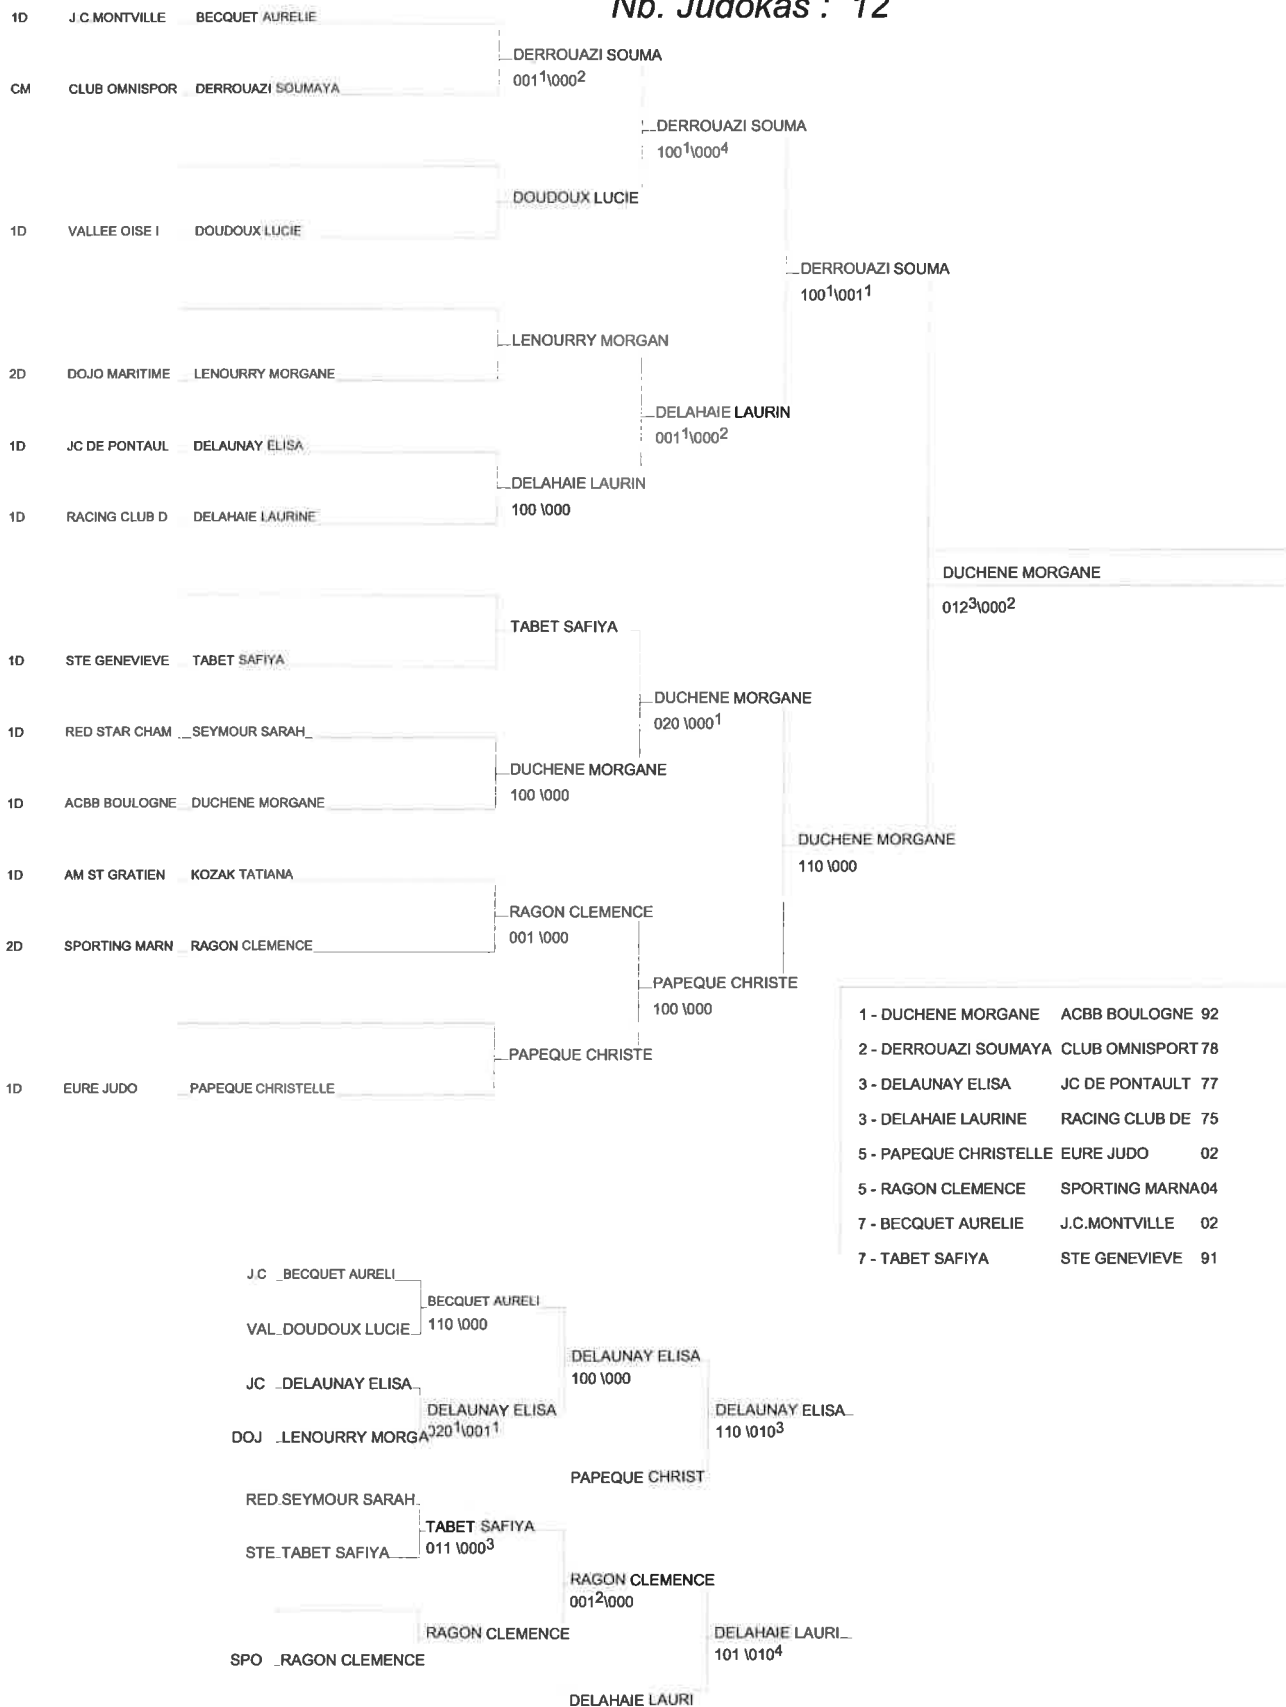 Nb. Judokas : 12
1D J.C.MONTVILLE BECQUET AURELIE
DERROUAZI SOUMA
001¹\000²
CM CLUB OMNISPOR DERROUAZI SOUMAYA
DERROUAZI SOUMA
100¹\000⁴
DOUDOUX LUCIE
1D VALLEE OISE I DOUDOUX LUCIE
DERROUAZI SOUMA
100¹\001¹
LENOURRY MORGAN
2D DOJO MARITIME LENOURRY MORGANE
DELAHAIE LAURIN
001¹\000²
1D JC DE PONTAUL DELAUNAY ELISA
DELAHAIE LAURIN
100 \000
1D RACING CLUB D DELAHAIE LAURINE
DUCHENE MORGANE
012³\000²
TABET SAFIYA
1D STE GENEVIEVE TABET SAFIYA
DUCHENE MORGANE
020 \000¹
1D RED STAR CHAM SEYMOUR SARAH
DUCHENE MORGANE
100 \000
1D ACBB BOULOGNE DUCHENE MORGANE
DUCHENE MORGANE
110 \000
1D AM ST GRATIEN KOZAK TATIANA
RAGON CLEMENCE
001 \000
2D SPORTING MARN RAGON CLEMENCE
PAPEQUE CHRISTE
100 \000
PAPEQUE CHRISTE
1D EURE JUDO PAPEQUE CHRISTELLE
1 - DUCHENE MORGANE ACBB BOULOGNE 92
2 - DERROUAZI SOUMAYA CLUB OMNISPORT 78
3 - DELAUNAY ELISA JC DE PONTAULT 77
3 - DELAHAIE LAURINE RACING CLUB DE 75
5 - PAPEQUE CHRISTELLE EURE JUDO 02
5 - RAGON CLEMENCE SPORTING MARNA04
7 - BECQUET AURELIE J.C.MONTVILLE 02
7 - TABET SAFIYA STE GENEVIEVE 91
J.C BECQUET AURELI
BECQUET AURELI
110 \000
VAL DOUDOUX LUCIE
DELAUNAY ELISA
100 \000
JC DELAUNAY ELISA
DELAUNAY ELISA
020¹\001¹
DOJ LENOURRY MORGA
DELAUNAY ELISA
110 \010³
PAPEQUE CHRIST
RED SEYMOUR SARAH
TABET SAFIYA
011 \000³
STE TABET SAFIYA
RAGON CLEMENCE
001²\000
RAGON CLEMENCE
SPO RAGON CLEMENCE
DELAHAIE LAURI
101 \010⁴
DELAHAIE LAURI